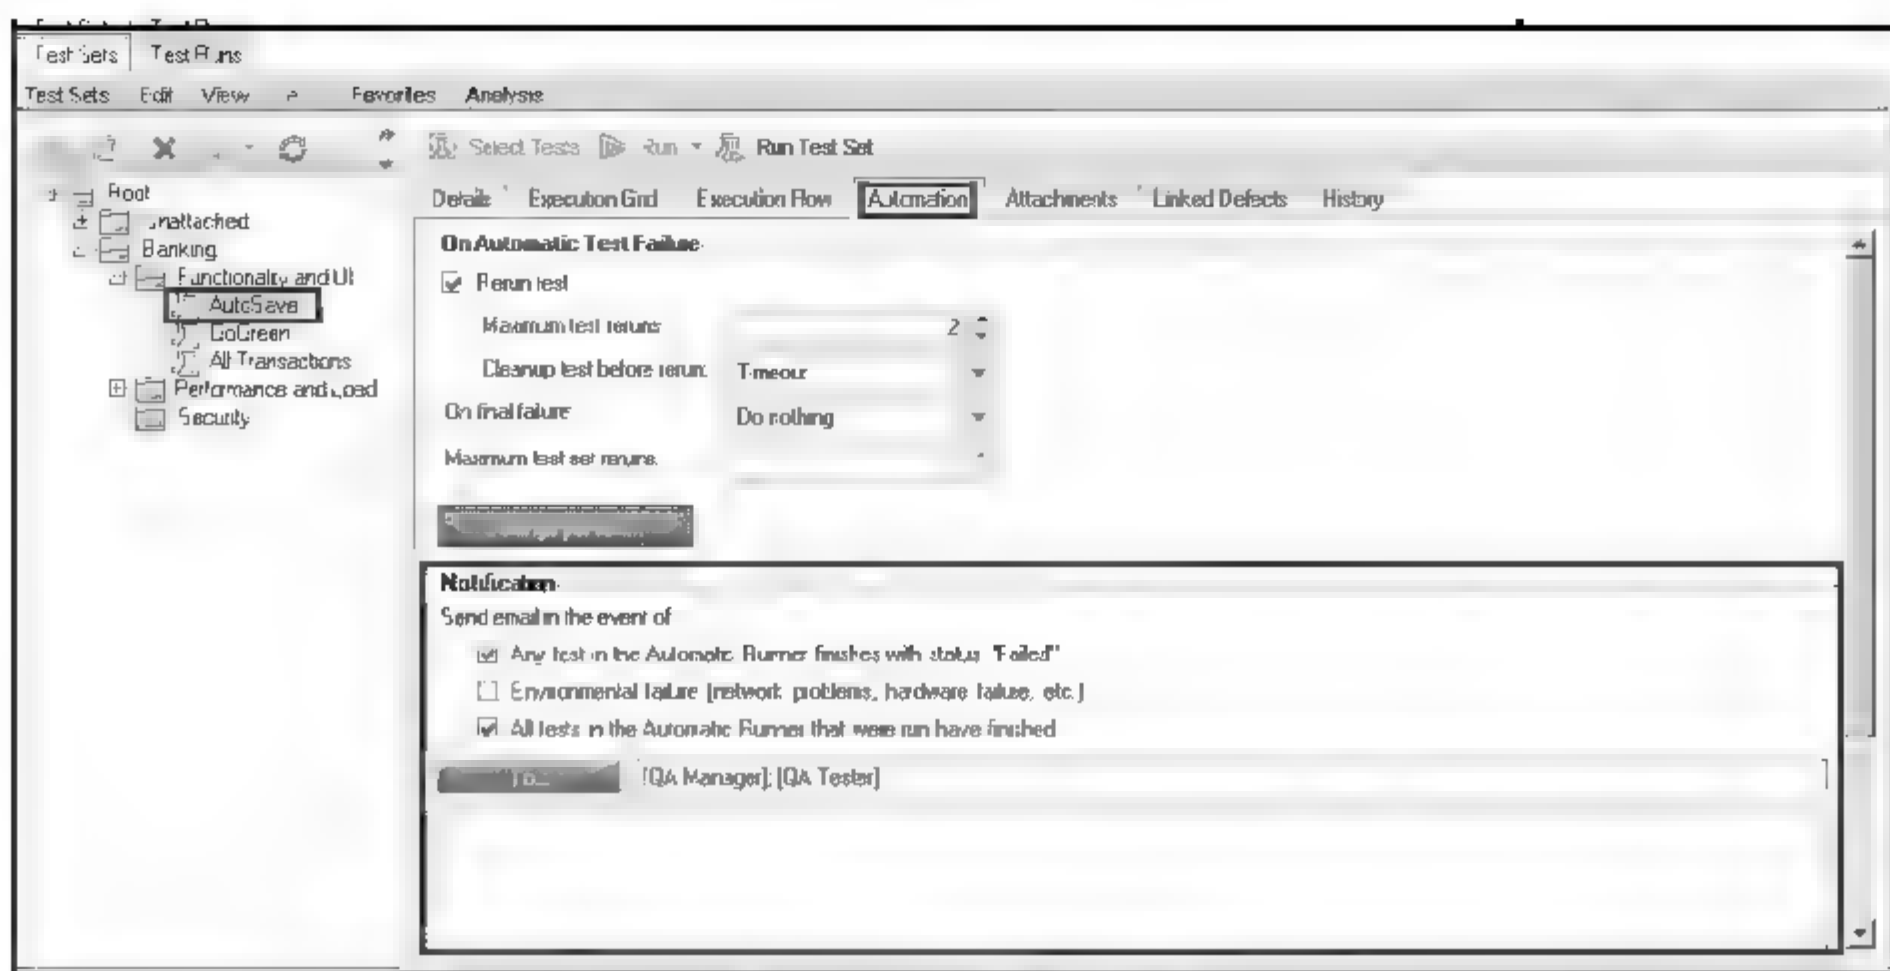 Test Sets Test Runs
Test Sets Edit View Favorites Analysis
Select Tests Run Run Test Set
Details Execution Grid Execution Flow Automation Attachments Linked Defects History
Root
Unattached
Banking
Functionality and UI
AutoSave
GoGreen
All Transactions
Performance and Load
Security
On Automatic Test Failure
Rerun test
Maximum test reruns: 2
Cleanup test before rerun: Timeout
On final failure Do nothing
Maximum test set reruns:
Notification
Send email in the event of
Any test in the Automatic Runner finishes with status "Failed"
Environmental failure (network problems, hardware failure, etc.)
All tests in the Automatic Runner that were run have finished
To... [QA Manager]; [QA Tester]